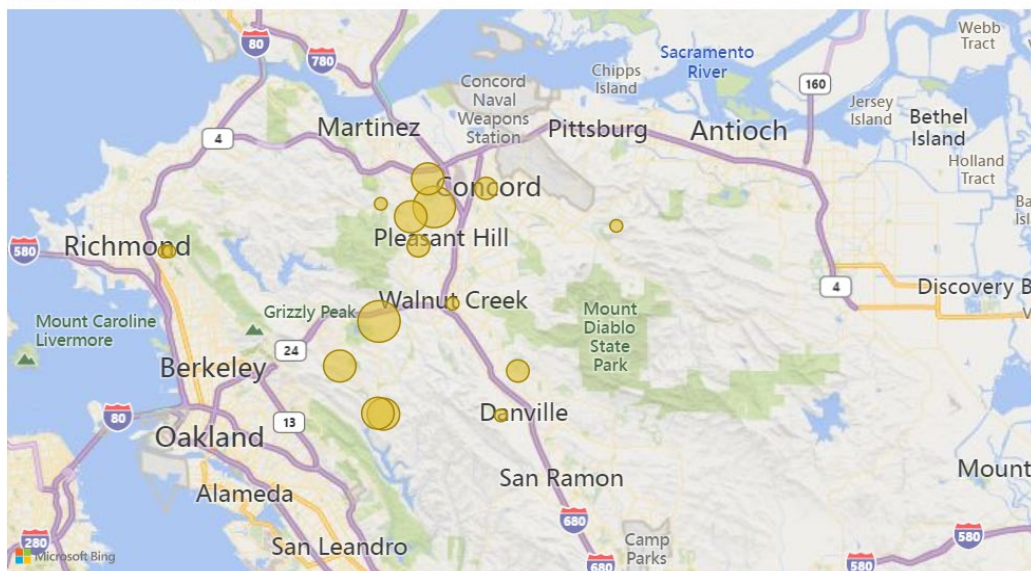 80
780
Webb
Tract
Sacramento
River
Chipps
Island
160
Concord
Naval
Weapons
Station
Jersey
Island
Bethel
Island
Martinez
Pittsburg
Antioch
4
Holland
Tract
Concord
Ba
Isl
Richmond
580
Pleasant Hill
4
Discovery B
Walnut Creek
Grizzly Peak
Mount Caroline
Livermore
Mount
Diablo
State
Park
24
Berkeley
80
13
Danville
Oakland
San Ramon
Mount
Alameda
680
580
280
Microsoft Bing
San Leandro
Camp
Parks
680
580